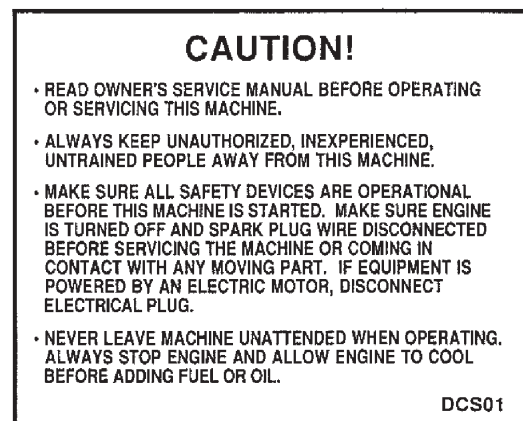 CAUTION!
• READ OWNER'S SERVICE MANUAL BEFORE OPERATING
OR SERVICING THIS MACHINE.
• ALWAYS KEEP UNAUTHORIZED, INEXPERIENCED,
UNTRAINED PEOPLE AWAY FROM THIS MACHINE.
• MAKE SURE ALL SAFETY DEVICES ARE OPERATIONAL
BEFORE THIS MACHINE IS STARTED. MAKE SURE ENGINE
IS TURNED OFF AND SPARK PLUG WIRE DISCONNECTED
BEFORE SERVICING THE MACHINE OR COMING IN
CONTACT WITH ANY MOVING PART. IF EQUIPMENT IS
POWERED BY AN ELECTRIC MOTOR, DISCONNECT
ELECTRICAL PLUG.
• NEVER LEAVE MACHINE UNATTENDED WHEN OPERATING.
ALWAYS STOP ENGINE AND ALLOW ENGINE TO COOL
BEFORE ADDING FUEL OR OIL.
DCS01